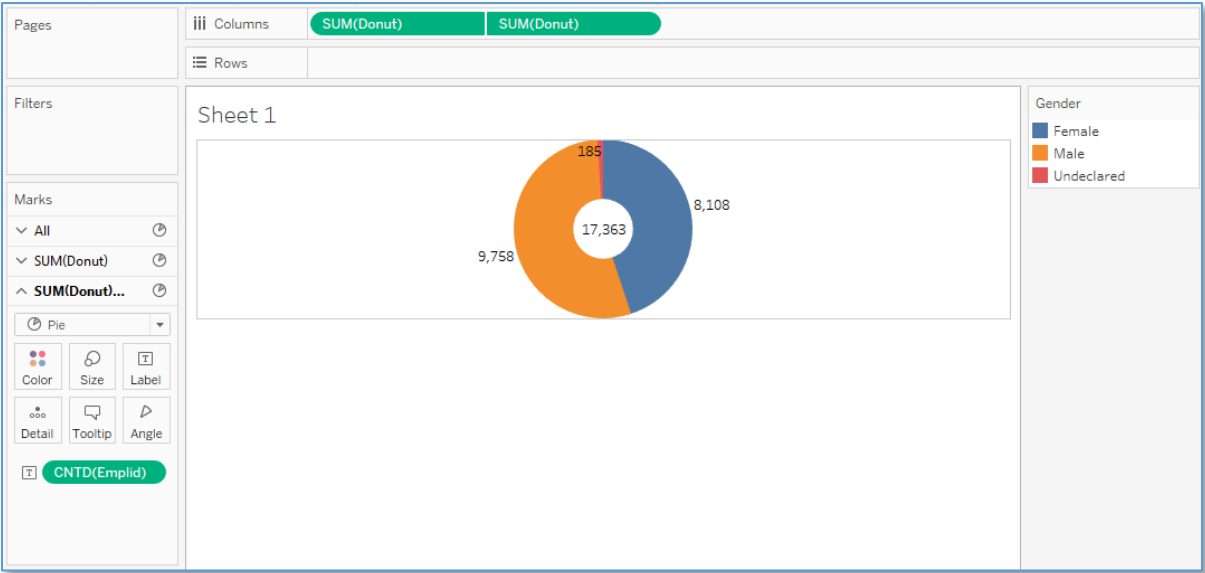 Pages
Columns
SUM(Donut)
SUM(Donut)
Rows
Filters
Sheet 1
185
8,108
17,363
9,758
Gender
Female
Male
Undeclared
Marks
All
SUM(Donut)
SUM(Donut)...
Pie
Color
Size
Label
Detail
Tooltip
Angle
CNTD(Emplid)